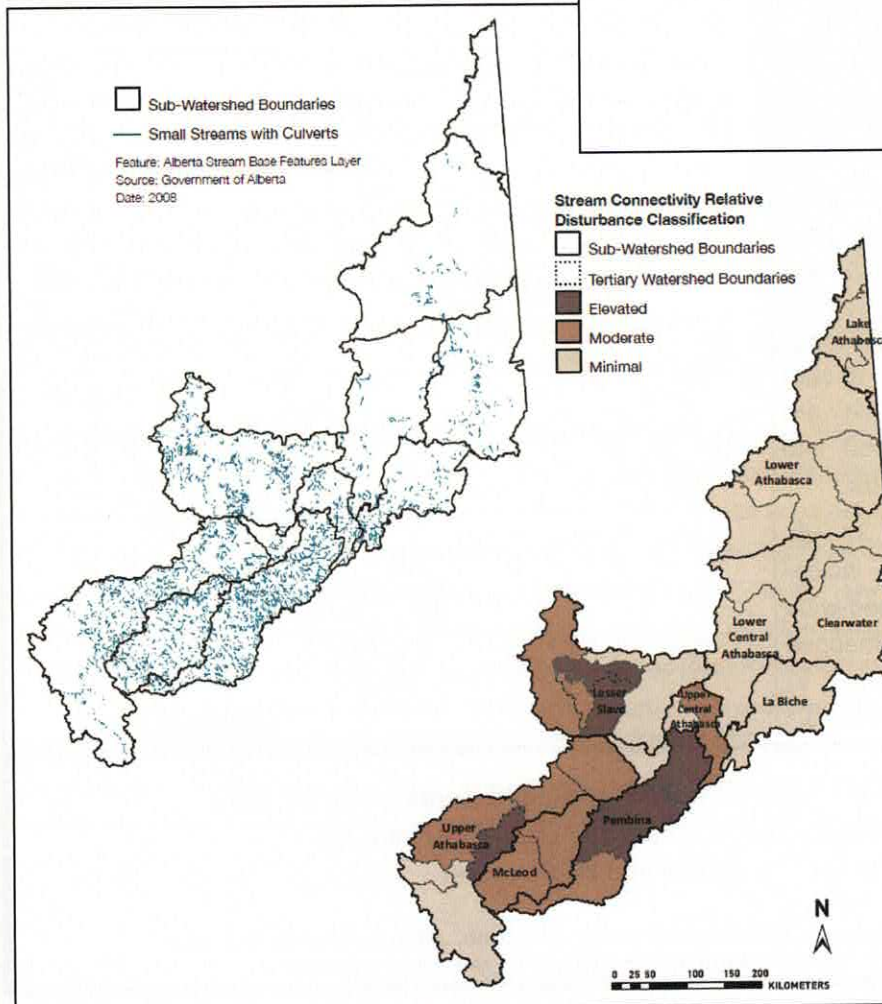 Sub-Watershed Boundaries
Small Streams with Culverts
Feature: Alberta Stream Base Features Layer
Source: Government of Alberta
Date: 2008
Stream Connectivity Relative
Disturbance Classification
Sub-Watershed Boundaries
Tertiary Watershed Boundaries
Elevated
Moderate
Minimal
Lake
Athabasca
Lower
Athabasca
Clearwater
Lower
Central
Athabasca
La Biche
Lesser
Slave
Upper
Central
Athabasca
Pembina
Upper
Athabasca
McLeod
N
0 25 50 100 150 200
KILOMETERS